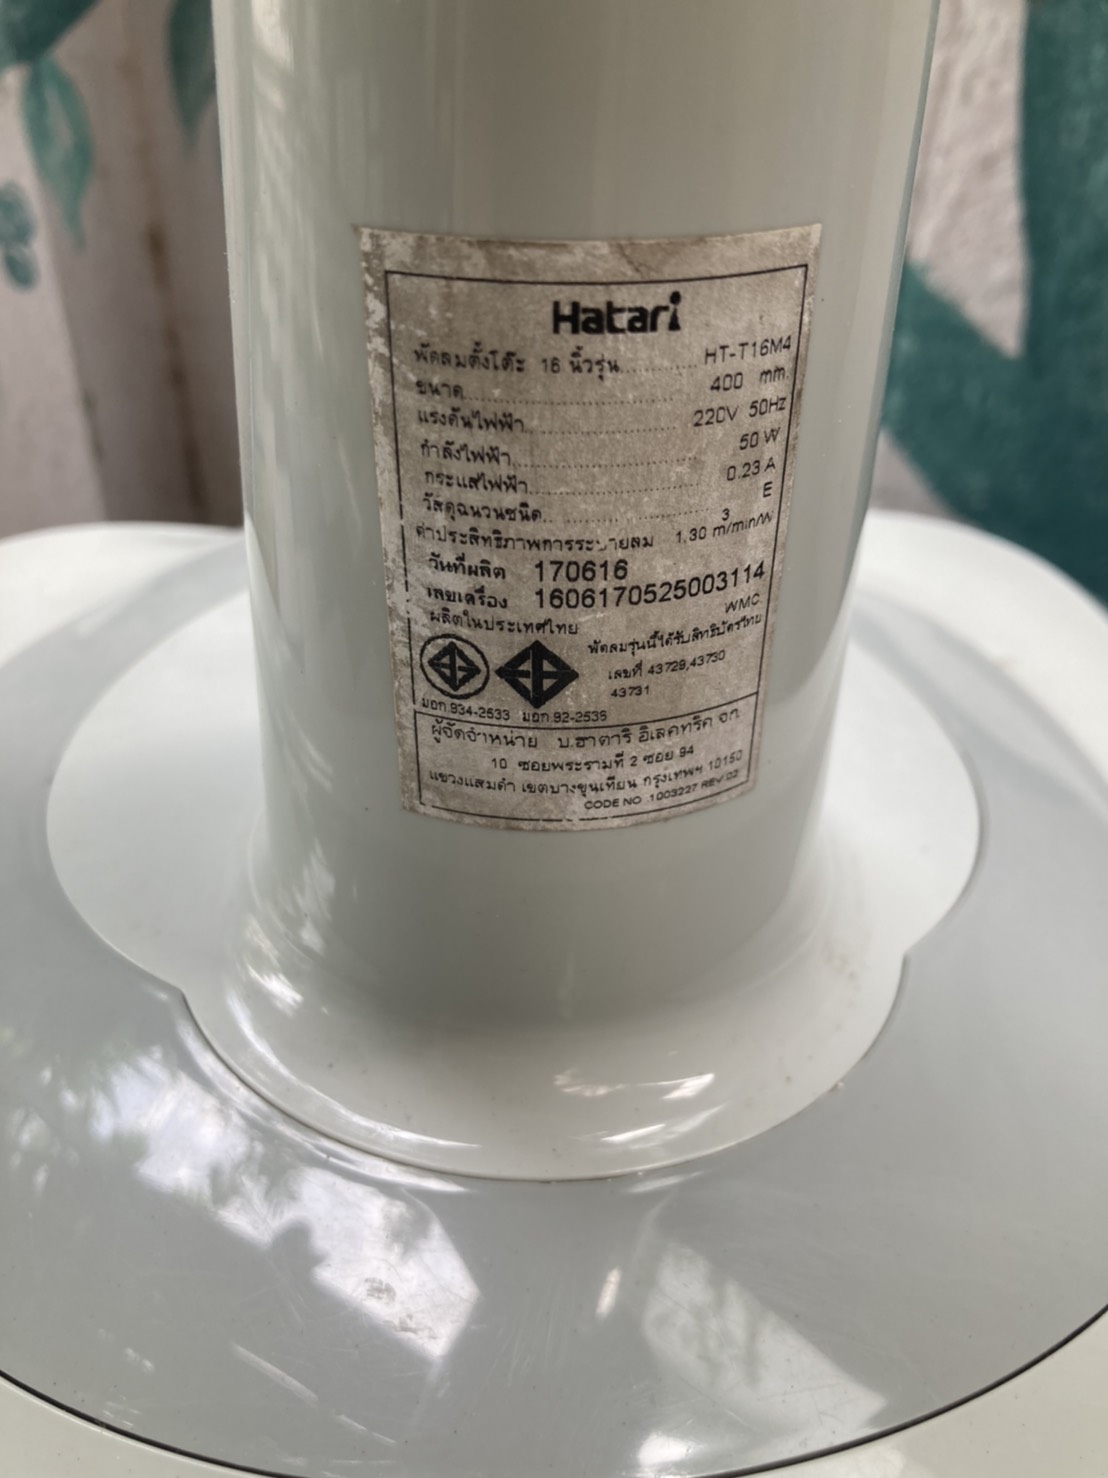 Hatari
พัดลมตั้งโต๊ะ 16 นิ้วรุ่น............ HT-T16M4
ขนาด.................................... 400 mm.
แรงดันไฟฟ้า........................... 220V 50Hz
กำลังไฟฟ้า............................. 50 W
กระแสไฟฟ้า........................... 0.23 A
วัสดุฉนวนชนิด........................ E
ค่าประสิทธิภาพการระบายลม 1.30 m³/min/W
วันที่ผลิต 170616
เลขเครื่อง 1606170525003114
ผลิตในประเทศไทย WMC
พัดลมรุ่นนี้ได้รับสิทธิบัตรไทย
เลขที่ 43729,43730
43731
มอก.934-2533 มอก.92-2536
ผู้จัดจำหน่าย บ.ฮาตาริ อิเลคทริค จก.
10 ซอยพระรามที่ 2 ซอย 94
แขวงแสมดำ เขตบางขุนเทียน กรุงเทพฯ 10150
CODE NO .1003227 REV.02